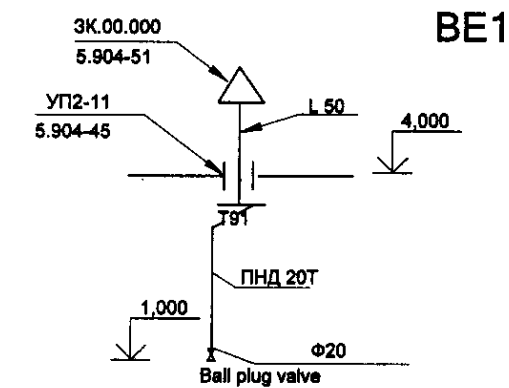 ЗК.00.000
5.904-51
ВЕ1
УП2-11
5.904-45
L 50
4,000
Т91
ПНД 20Т
1,000
Ф20
Ball plug valve